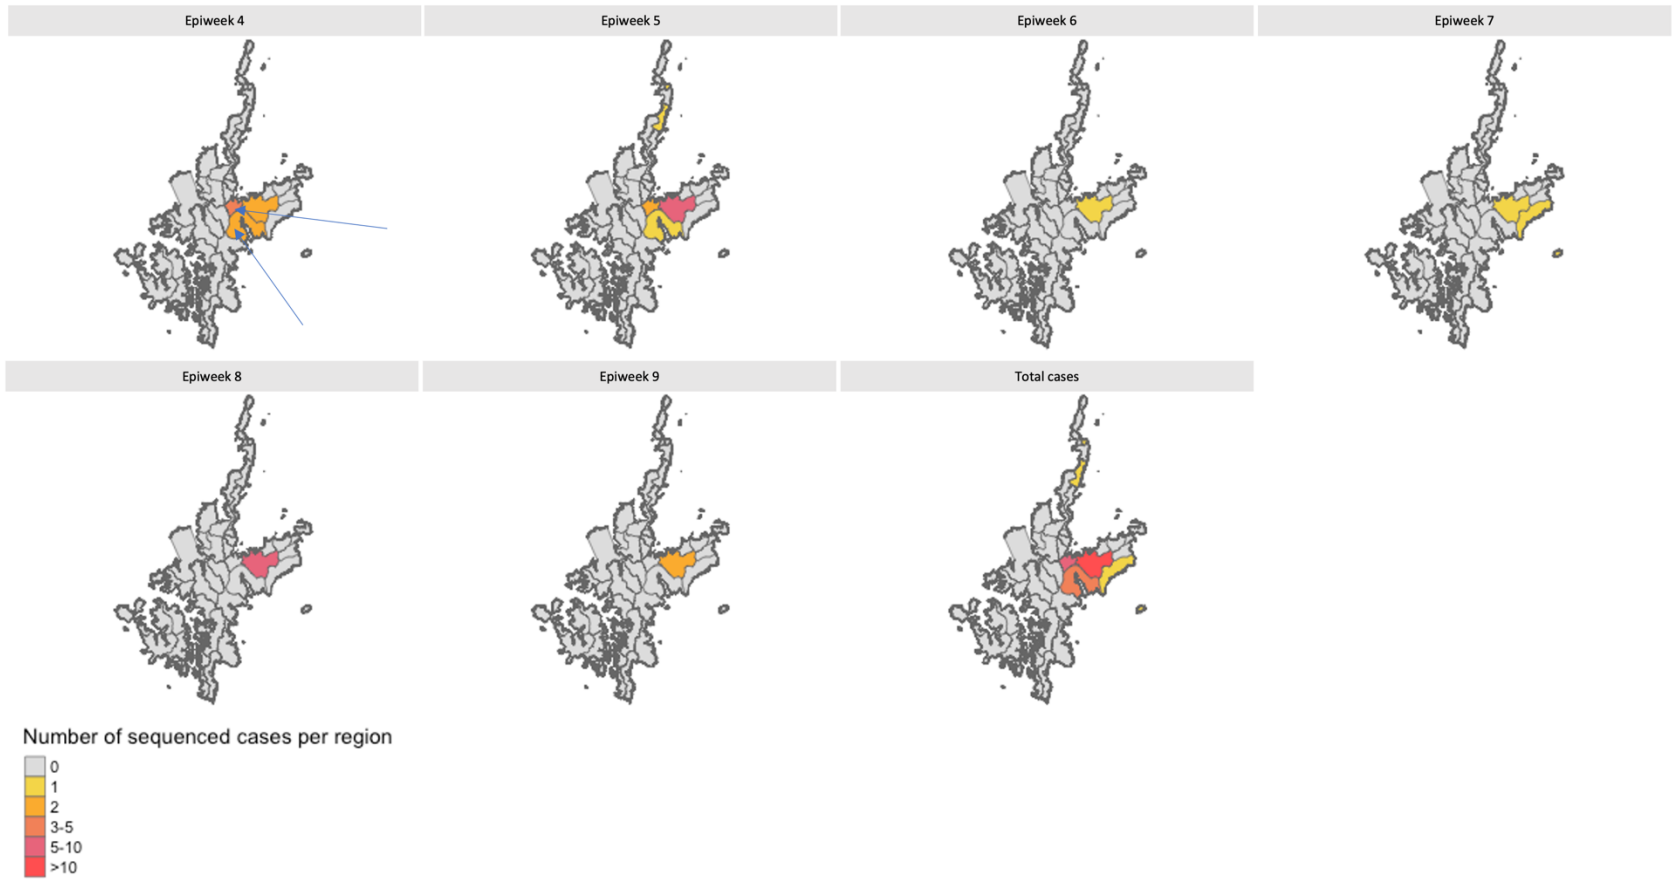 Epiweek 4
Epiweek 5
Epiweek 6
Epiweek 7
Epiweek 8
Epiweek 9
Total cases
Number of sequenced cases per region
0
1
2
3-5
5-10
>10